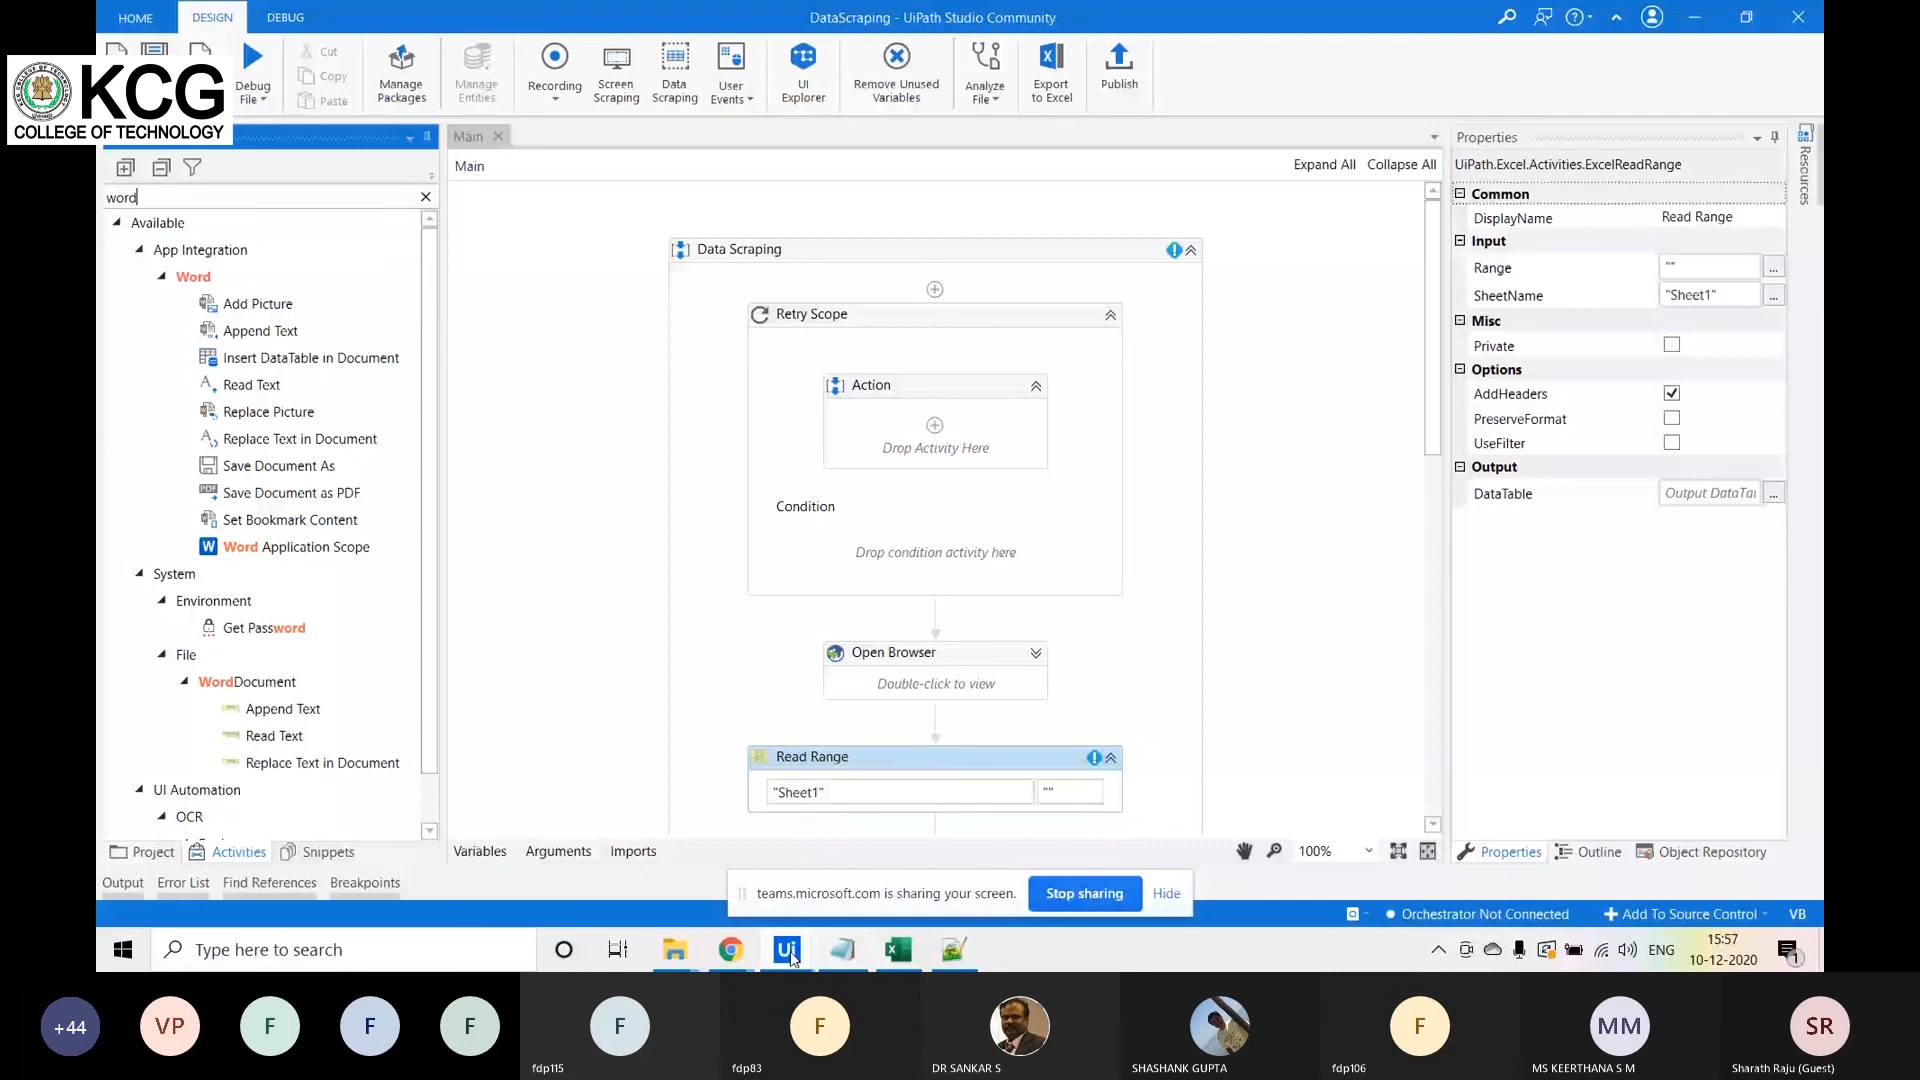 HOME
DESIGN
DEBUG
DataScraping - UiPath Studio Community
KCG
COLLEGE OF TECHNOLOGY
Debug
File
Cut
Copy
Paste
Manage
Packages
Manage
Entities
Recording
Screen
Scraping
Data
Scraping
User
Events
UI
Explorer
Remove Unused
Variables
Analyze
File
Export
to Excel
Publish
word
Available
App Integration
Word
Add Picture
Append Text
Insert DataTable in Document
Read Text
Replace Picture
Replace Text in Document
Save Document As
Save Document as PDF
Set Bookmark Content
Word Application Scope
System
Environment
Get Password
File
WordDocument
Append Text
Read Text
Replace Text in Document
UI Automation
OCR
Project
Activities
Snippets
Output
Error List
Find References
Breakpoints
Main
Main
Expand All
Collapse All
Data Scraping
Retry Scope
Action
Drop Activity Here
Condition
Drop condition activity here
Open Browser
Double-click to view
Read Range
"Sheet1"
""
Variables
Arguments
Imports
100%
Properties
UiPath.Excel.Activities.ExcelReadRange
Common
DisplayName
Read Range
Input
Range
""
...
SheetName
"Sheet1"
...
Misc
Private
Options
AddHeaders
PreserveFormat
UseFilter
Output
DataTable
Output DataTa
...
Resources
Properties
Outline
Object Repository
teams.microsoft.com is sharing your screen.
Stop sharing
Hide
Orchestrator Not Connected
Add To Source Control
VB
Type here to search
Ui
ENG
15:57
10-12-2020
1
+44
VP
F
F
F
F
fdp115
F
fdp83
DR SANKAR S
SHASHANK GUPTA
F
fdp106
MM
MS KEERTHANA S M
SR
Sharath Raju (Guest)